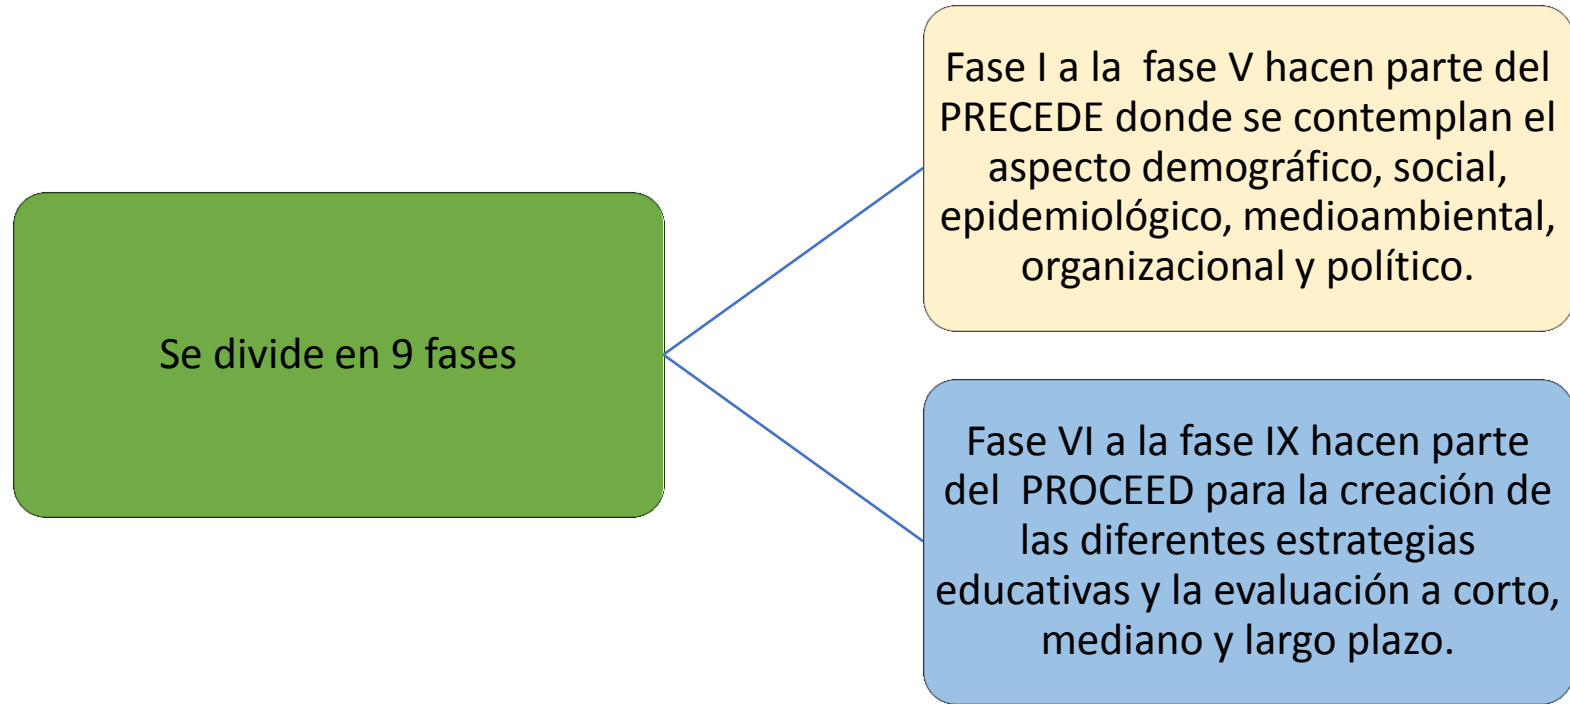 Se divide en 9 fases
Fase I a la fase V hacen parte del
PRECEDE donde se contemplan el
aspecto demográfico, social,
epidemiológico, medioambiental,
organizacional y político.
Fase VI a la fase IX hacen parte
del PROCEED para la creación de
las diferentes estrategias
educativas y la evaluación a corto,
mediano y largo plazo.